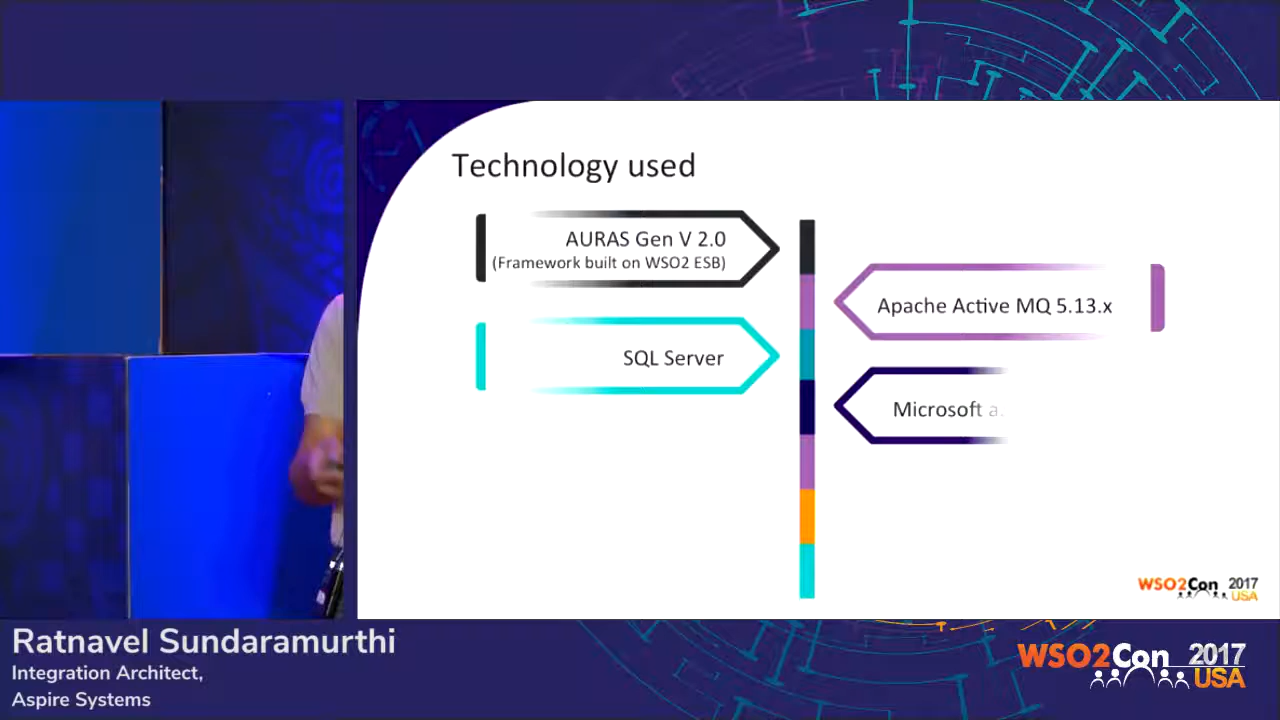 Technology used
AURAS Gen V 2.0
(Framework built on WSO2 ESB)
Apache Active MQ 5.13.x
SQL Server
Microsoft
WSO2Con 2017
USA
Ratnavel Sundaramurthi
Integration Architect,
Aspire Systems
WSO2Con 2017
USA